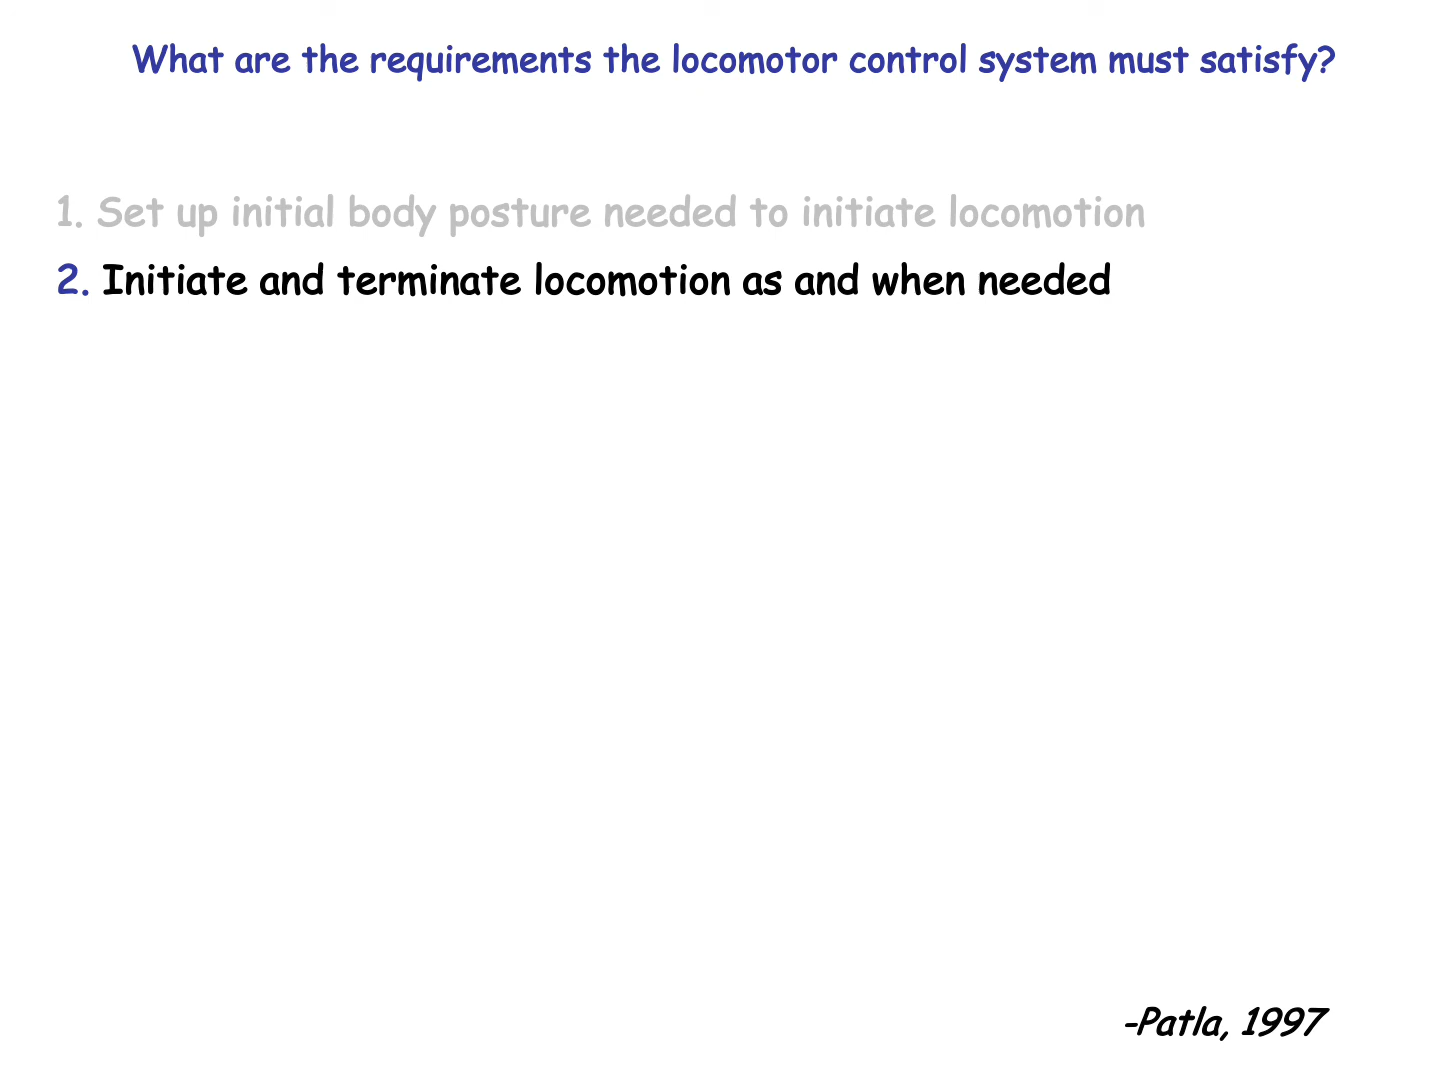 What are the requirements the locomotor control system must satisfy?
1. Set up initial body posture needed to initiate locomotion
2. Initiate and terminate locomotion as and when needed
-Patla, 1997